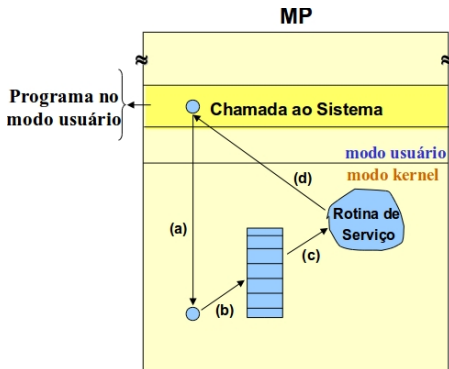 MP
Programa no
modo usuário
Chamada ao Sistema
modo usuário
modo kernel
(d)
Rotina de
Serviço
(a)
(c)
(b)